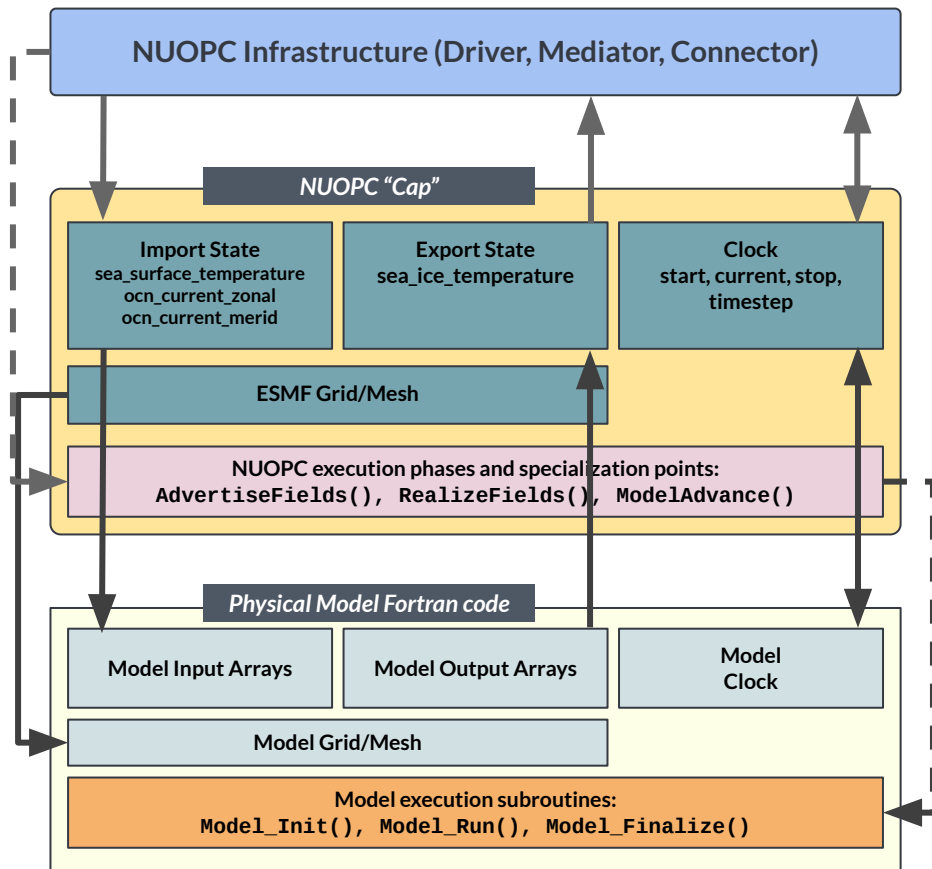 NUOPC Infrastructure (Driver, Mediator, Connector)
NUOPC “Cap”
Import State
sea_surface_temperature
ocn_current_zonal
ocn_current_merid
Export State
sea_ice_temperature
Clock
start, current, stop,
timestep
ESMF Grid/Mesh
NUOPC execution phases and specialization points:
AdvertiseFields(), RealizeFields(), ModelAdvance()
Physical Model Fortran code
Model Input Arrays
Model Output Arrays
Model
Clock
Model Grid/Mesh
Model execution subroutines:
Model_Init(), Model_Run(), Model_Finalize()